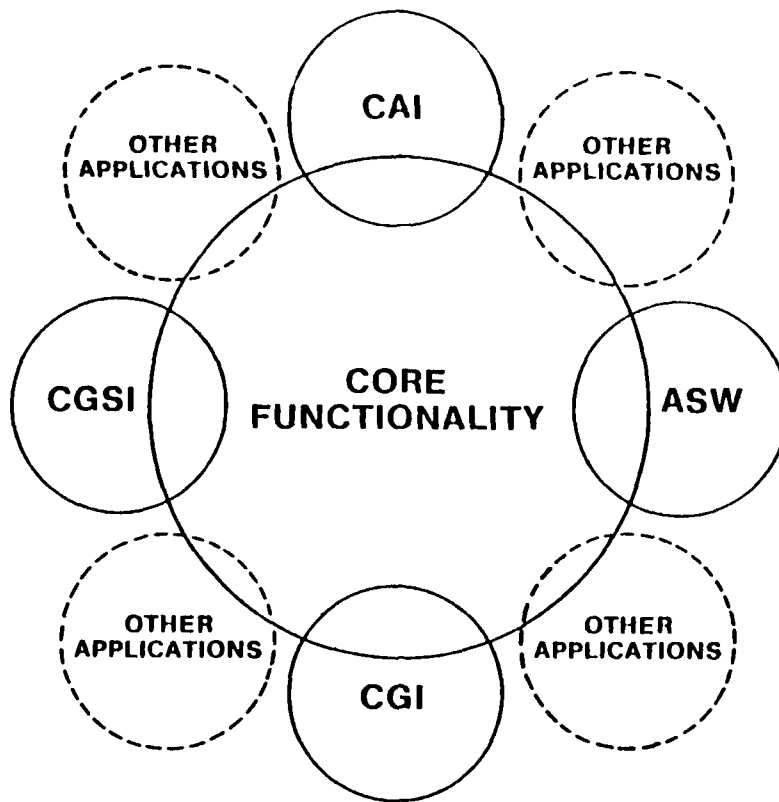 CAI
OTHER
APPLICATIONS
OTHER
APPLICATIONS
CGSI
CORE
FUNCTIONALITY
ASW
OTHER
APPLICATIONS
CGI
OTHER
APPLICATIONS